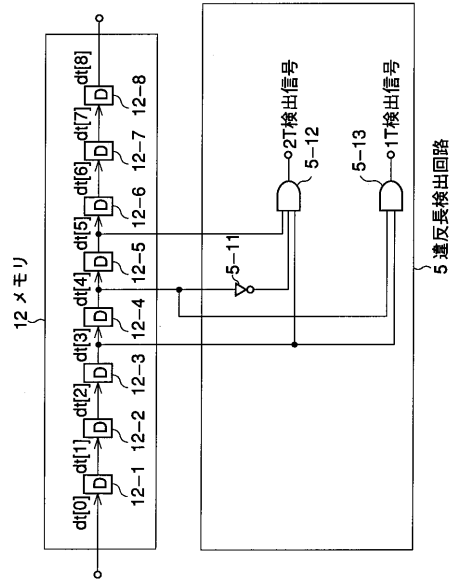 12 メモリ
dt[0]
dt[1]
dt[2]
dt[3]
dt[4]
dt[5]
dt[6]
dt[7]
dt[8]
D
D
D
D
D
D
D
D
12-1
12-2
12-3
12-4
12-5
12-6
12-7
12-8
5-11
2T検出信号
5-12
5-13
1T検出信号
5 違反長検出回路